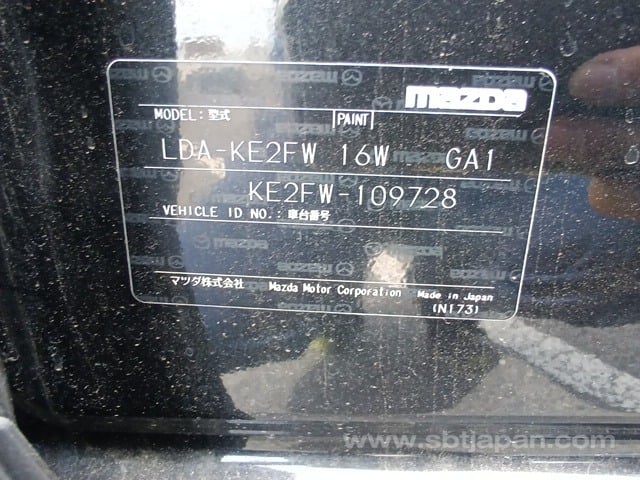 mazda
MODEL: 型式 PAINT
LDA-KE2FW 16W GA1
KE2FW-109728
VEHICLE ID NO.: 車台番号
マツダ株式会社 Mazda Motor Corporation Made in Japan
(N173)
www.sbtjapan.com